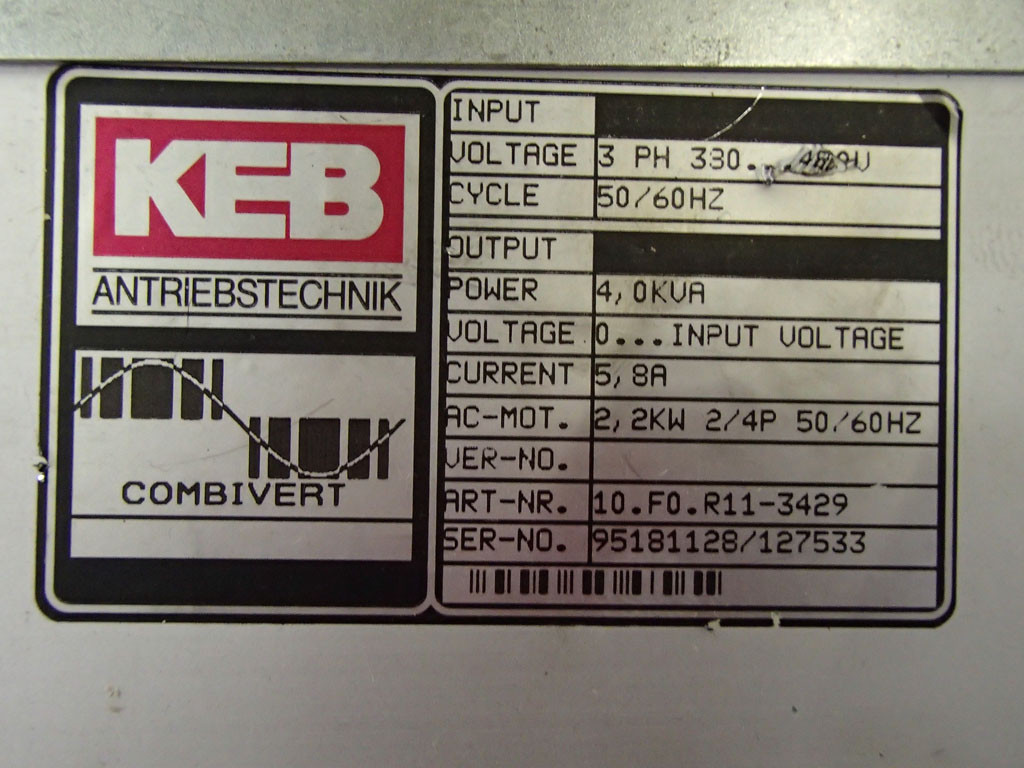 KEB
ANTRIEBSTECHNIK
COMBIVERT
INPUT
VOLTAGE 3 PH 380...
CYCLE 50/60HZ
OUTPUT
POWER 4,0KVA
VOLTAGE 0...INPUT VOLTAGE
CURRENT 5,8A
AC-MOT. 2,2KW 2/4P 50/60HZ
VER-NO.
ART-NR. 10.F0.R11-3429
SER-NO. 95181128/127533